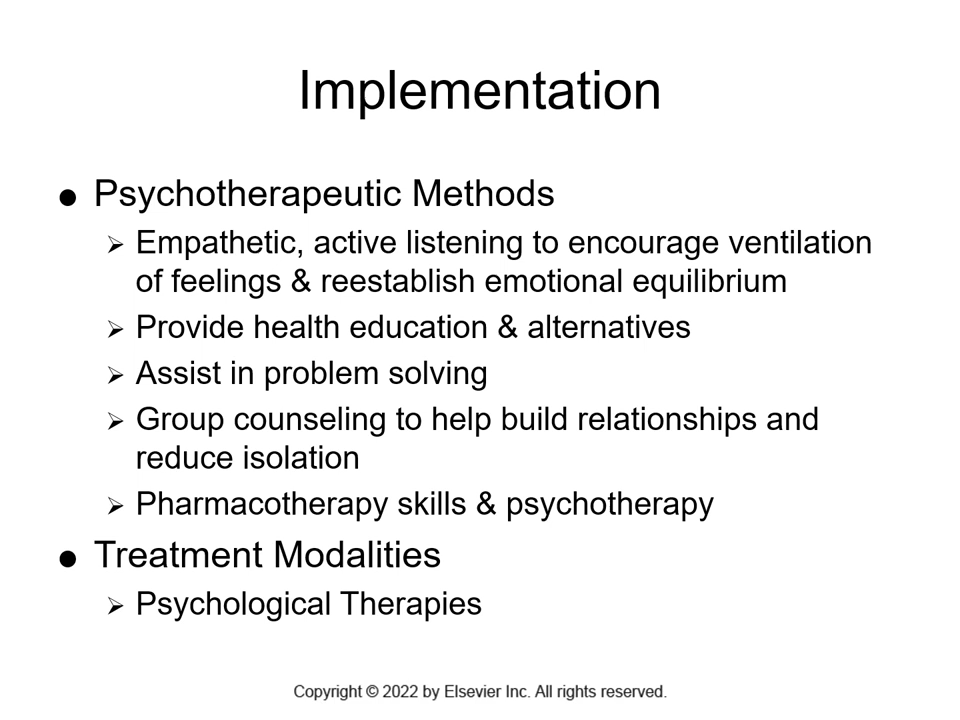 Implementation
● Psychotherapeutic Methods
➢ Empathetic, active listening to encourage ventilation
of feelings & reestablish emotional equilibrium
➢ Provide health education & alternatives
➢ Assist in problem solving
➢ Group counseling to help build relationships and
reduce isolation
➢ Pharmacotherapy skills & psychotherapy
● Treatment Modalities
➢ Psychological Therapies
Copyright © 2022 by Elsevier Inc. All rights reserved.